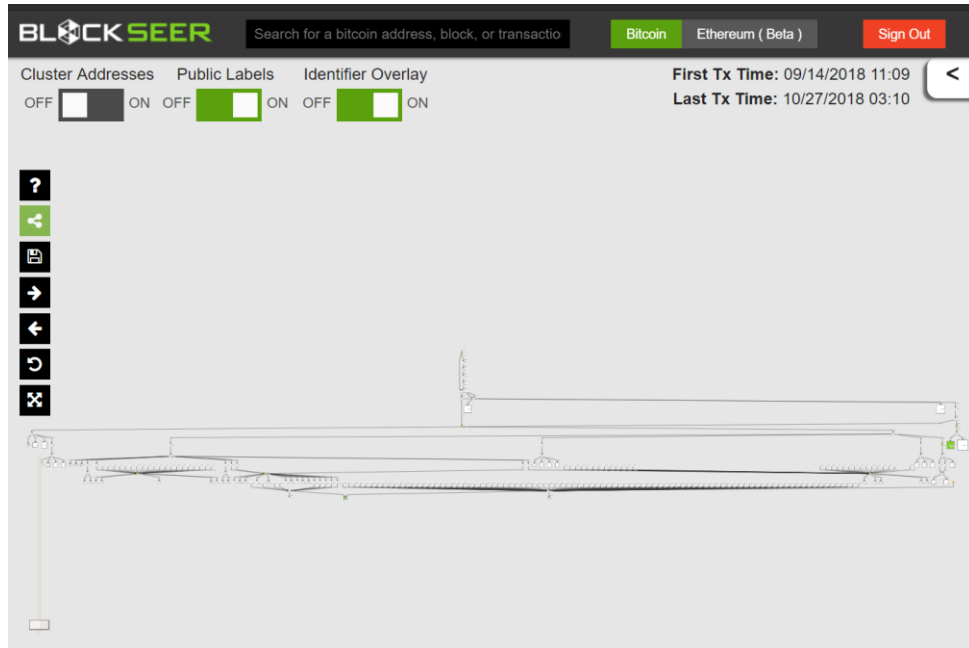 BLOCKSEER
Search for a bitcoin address, block, or transactio
Bitcoin
Ethereum ( Beta )
Sign Out
Cluster Addresses
Public Labels
Identifier Overlay
OFF ON
OFF ON
OFF ON
First Tx Time: 09/14/2018 11:09
Last Tx Time: 10/27/2018 03:10
<
?